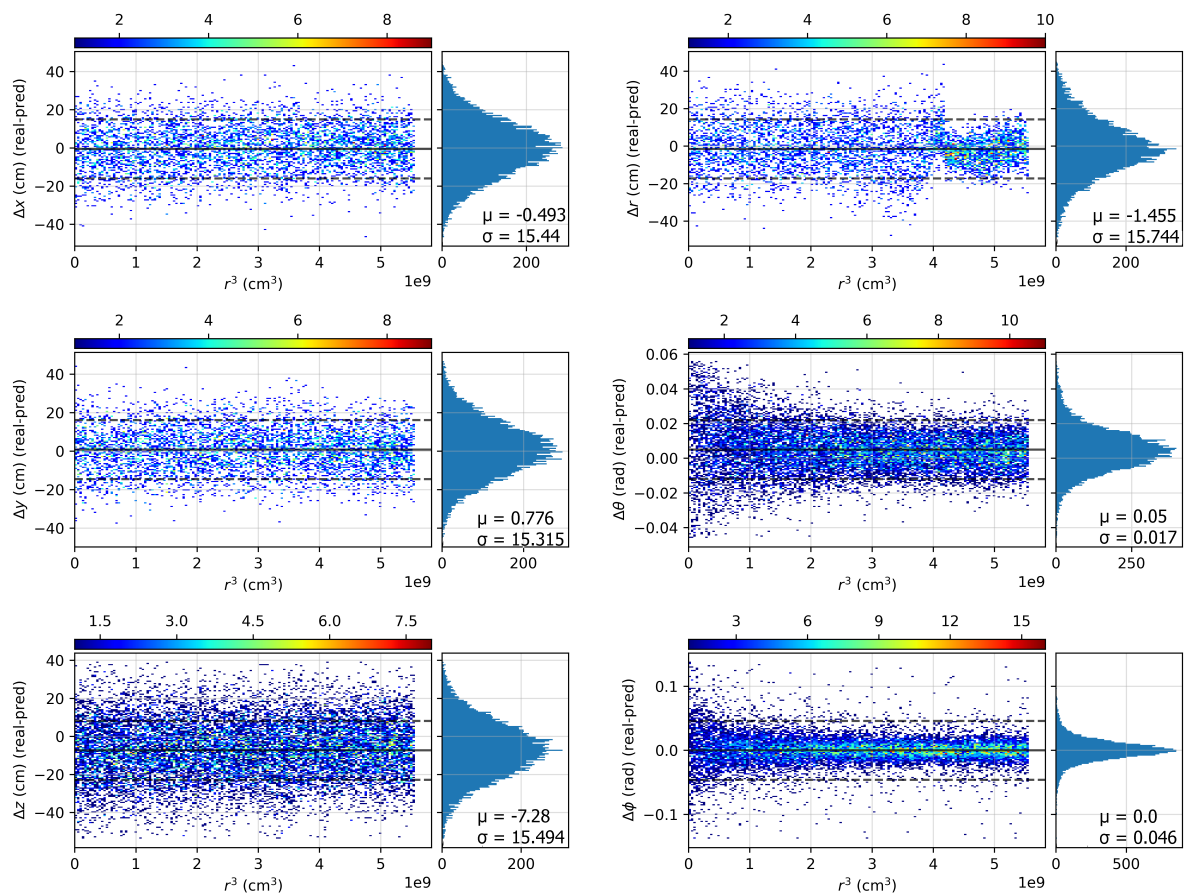 2 4 6 8
40
20
0
−20
−40
Δx (cm) (real-pred)
μ = -0.493
σ = 15.44
0 1 2 3 4 5
1e9
r³ (cm³)
0 200
2 4 6 8 10
40
20
0
−20
−40
Δr (cm) (real-pred)
μ = -1.455
σ = 15.744
0 1 2 3 4 5
1e9
r³ (cm³)
0 200
2 4 6 8
40
20
0
−20
−40
Δy (cm) (real-pred)
μ = 0.776
σ = 15.315
0 1 2 3 4 5
1e9
r³ (cm³)
0 200
2 4 6 8 10
0.06
0.04
0.02
0.00
−0.02
−0.04
Δθ (rad) (real-pred)
μ = 0.05
σ = 0.017
0 1 2 3 4 5
1e9
r³ (cm³)
0 250
1.5 3.0 4.5 6.0 7.5
40
20
0
−20
−40
Δz (cm) (real-pred)
μ = -7.28
σ = 15.494
0 1 2 3 4 5
1e9
r³ (cm³)
0 200
3 6 9 12 15
0.1
0.0
−0.1
Δϕ (rad) (real-pred)
μ = 0.0
σ = 0.046
0 1 2 3 4 5
1e9
r³ (cm³)
0 500